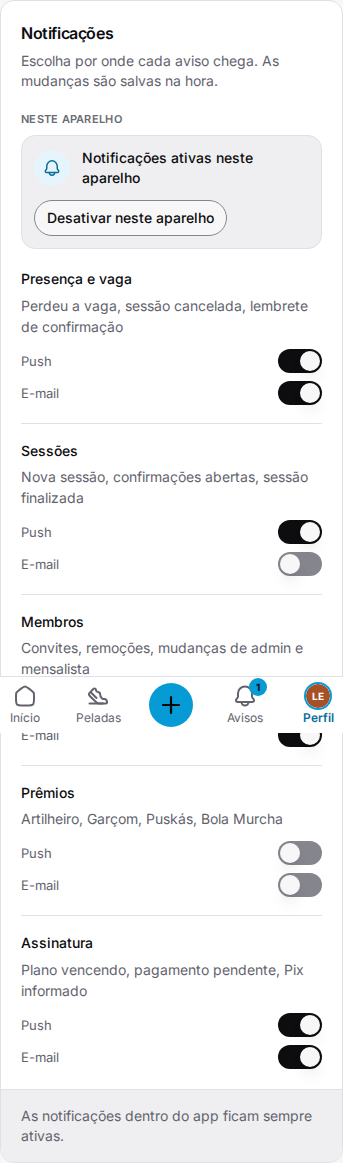 Notificações
Escolha por onde cada aviso chega. As
mudanças são salvas na hora.
NESTE APARELHO
Notificações ativas neste
aparelho
Desativar neste aparelho
Presença e vaga
Perdeu a vaga, sessão cancelada, lembrete
de confirmação
Push
E-mail
Sessões
Nova sessão, confirmações abertas, sessão
finalizada
Push
E-mail
Membros
Convites, remoções, mudanças de admin e
mensalista
1
LE
Início
Peladas
Avisos
Perfil
E-mail
Prêmios
Artilheiro, Garçom, Puskás, Bola Murcha
Push
E-mail
Assinatura
Plano vencendo, pagamento pendente, Pix
informado
Push
E-mail
As notificações dentro do app ficam sempre
ativas.